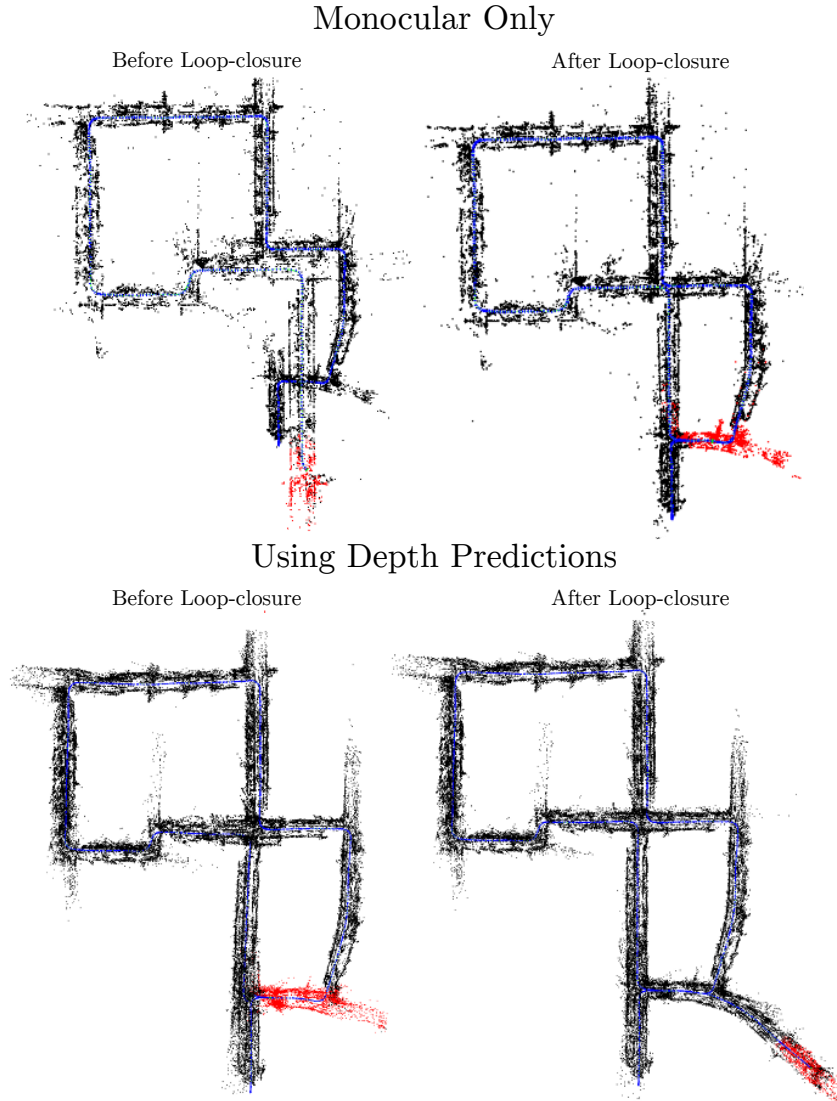 Monocular Only
Before Loop-closure
After Loop-closure
Using Depth Predictions
Before Loop-closure
After Loop-closure